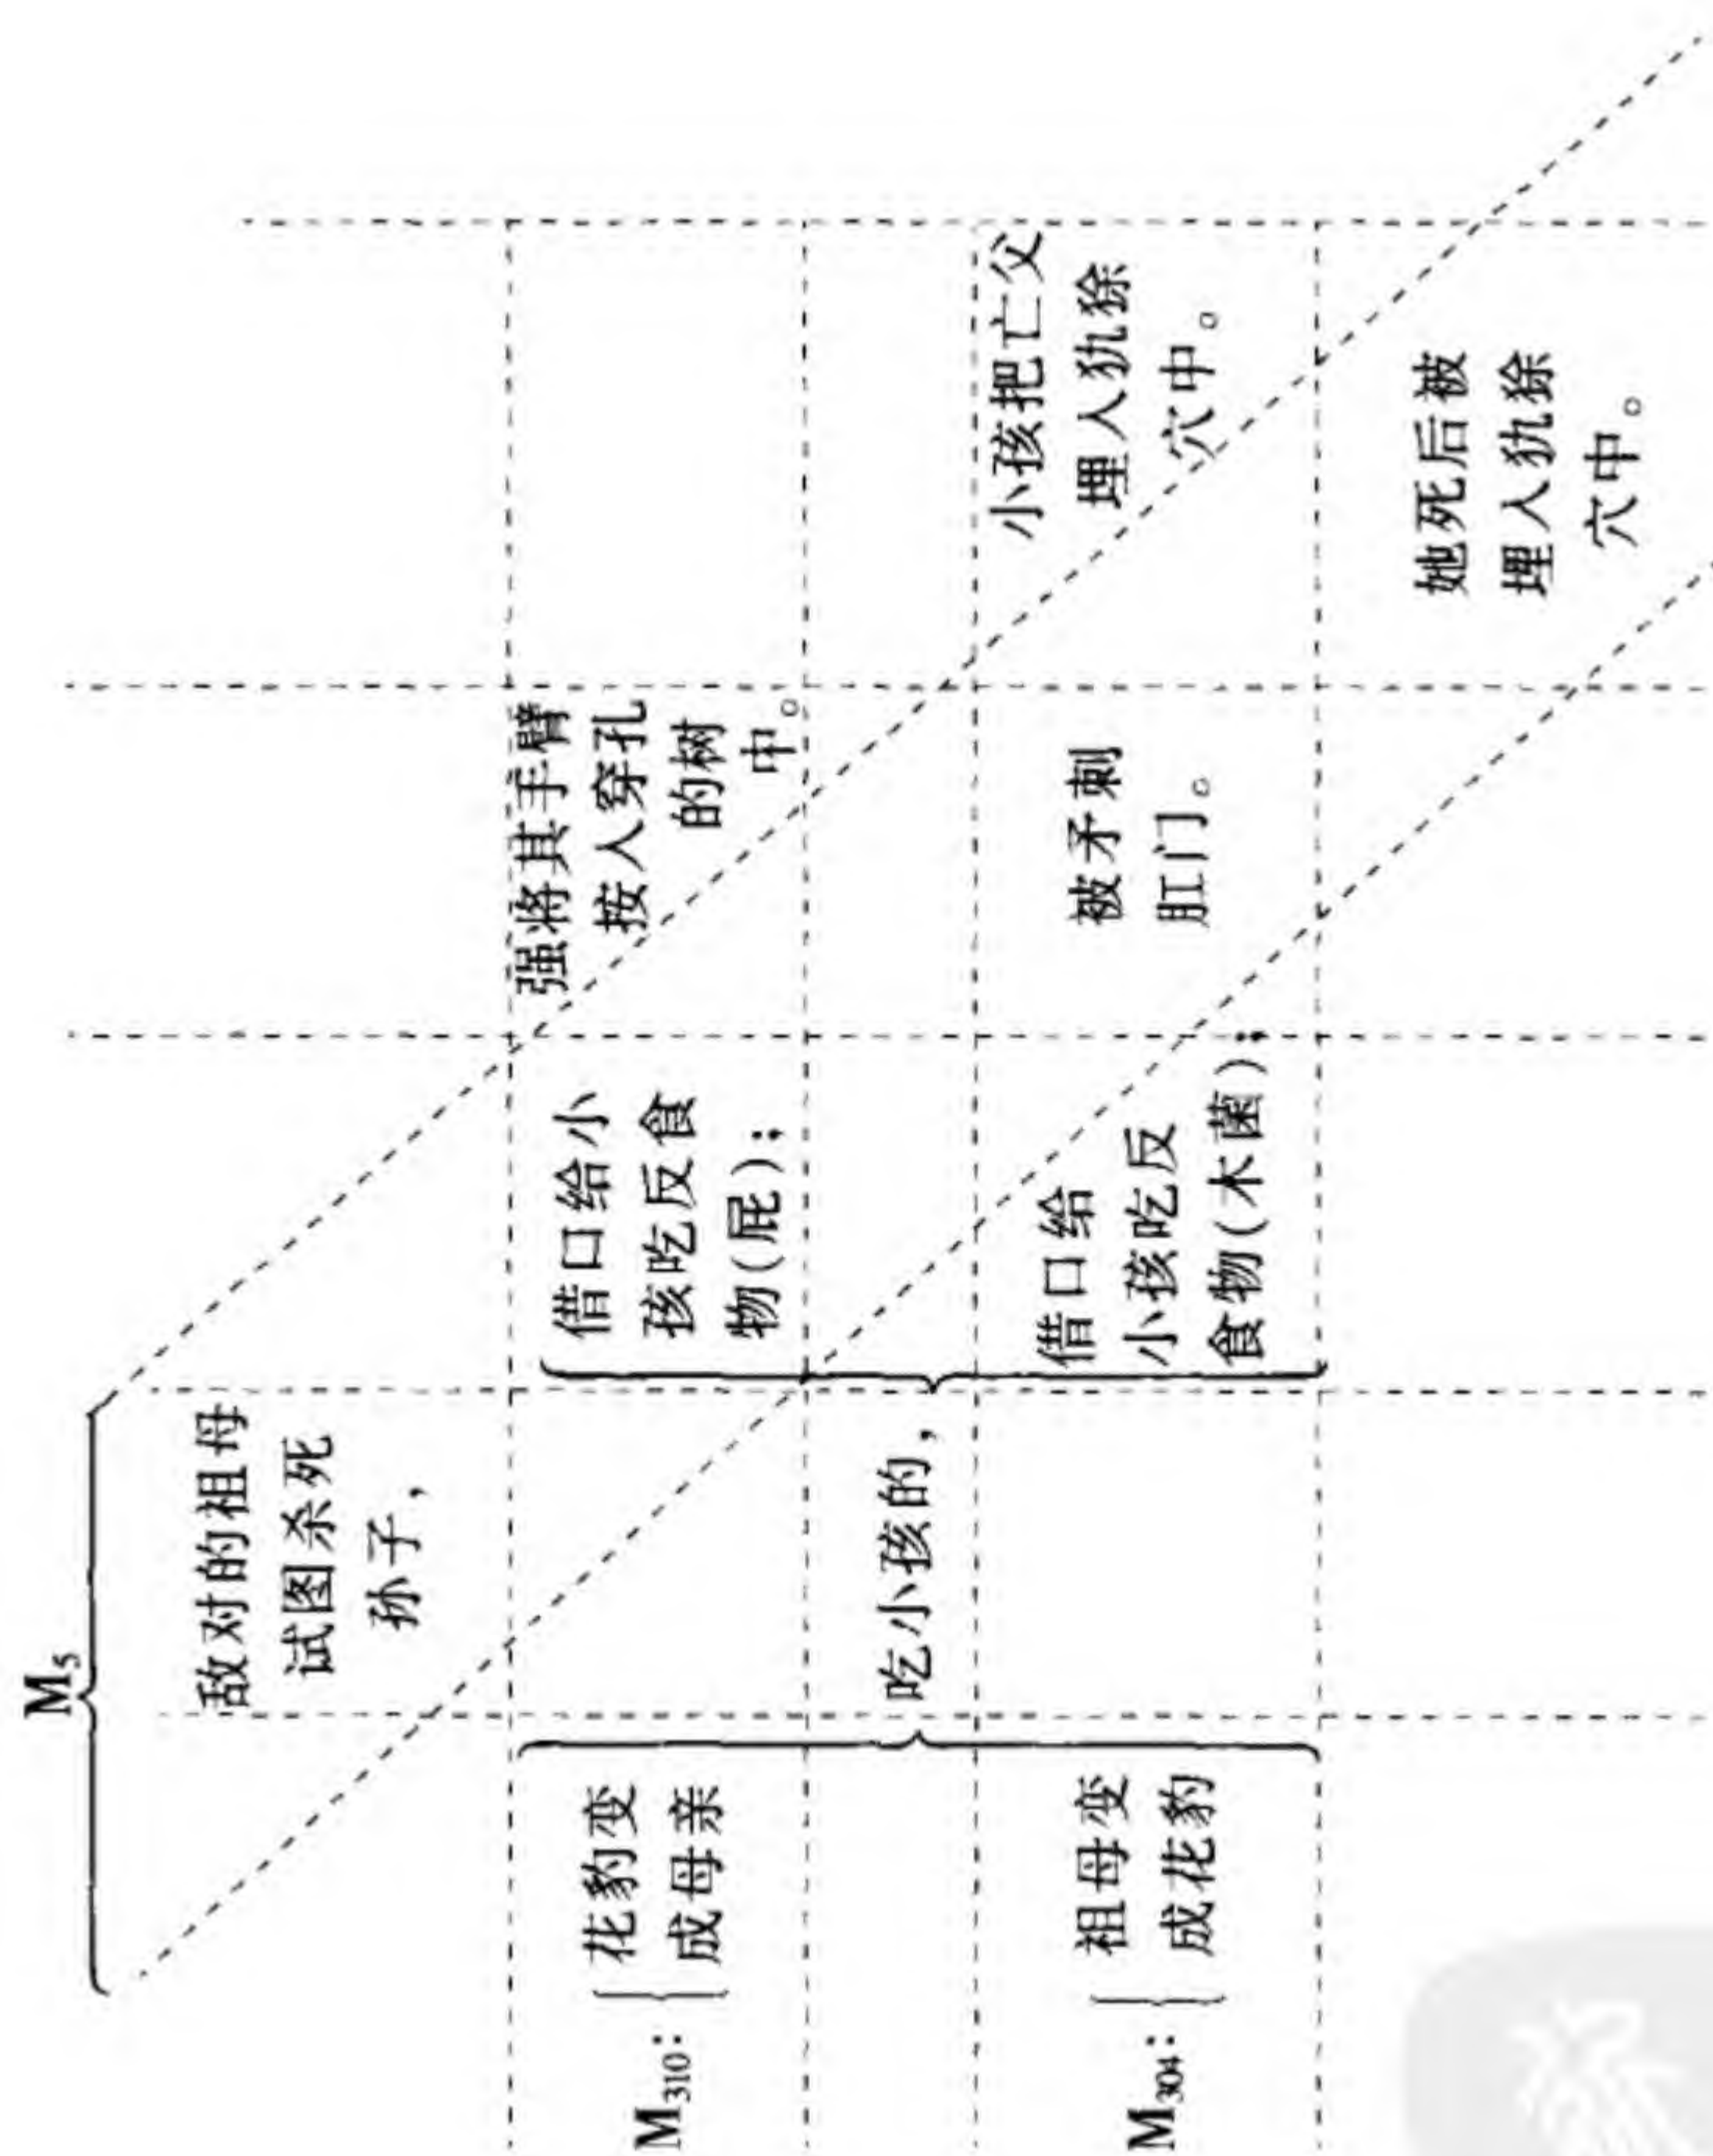 M₅
敌对的祖母
试图杀死
孙子，
M₃₁₀：
花豹变
成母亲
借口给小
孩吃反食
物(屁)；
强将其手臂
按人穿孔
的树
中。
吃小孩的，
M₃₀₄：
祖母变
成花豹
借口给
小孩吃反
食物(木菌)；
被矛刺
肛门。
小孩把亡父
埋人犰狳
穴中。
她死后被
埋人犰狳
穴中。